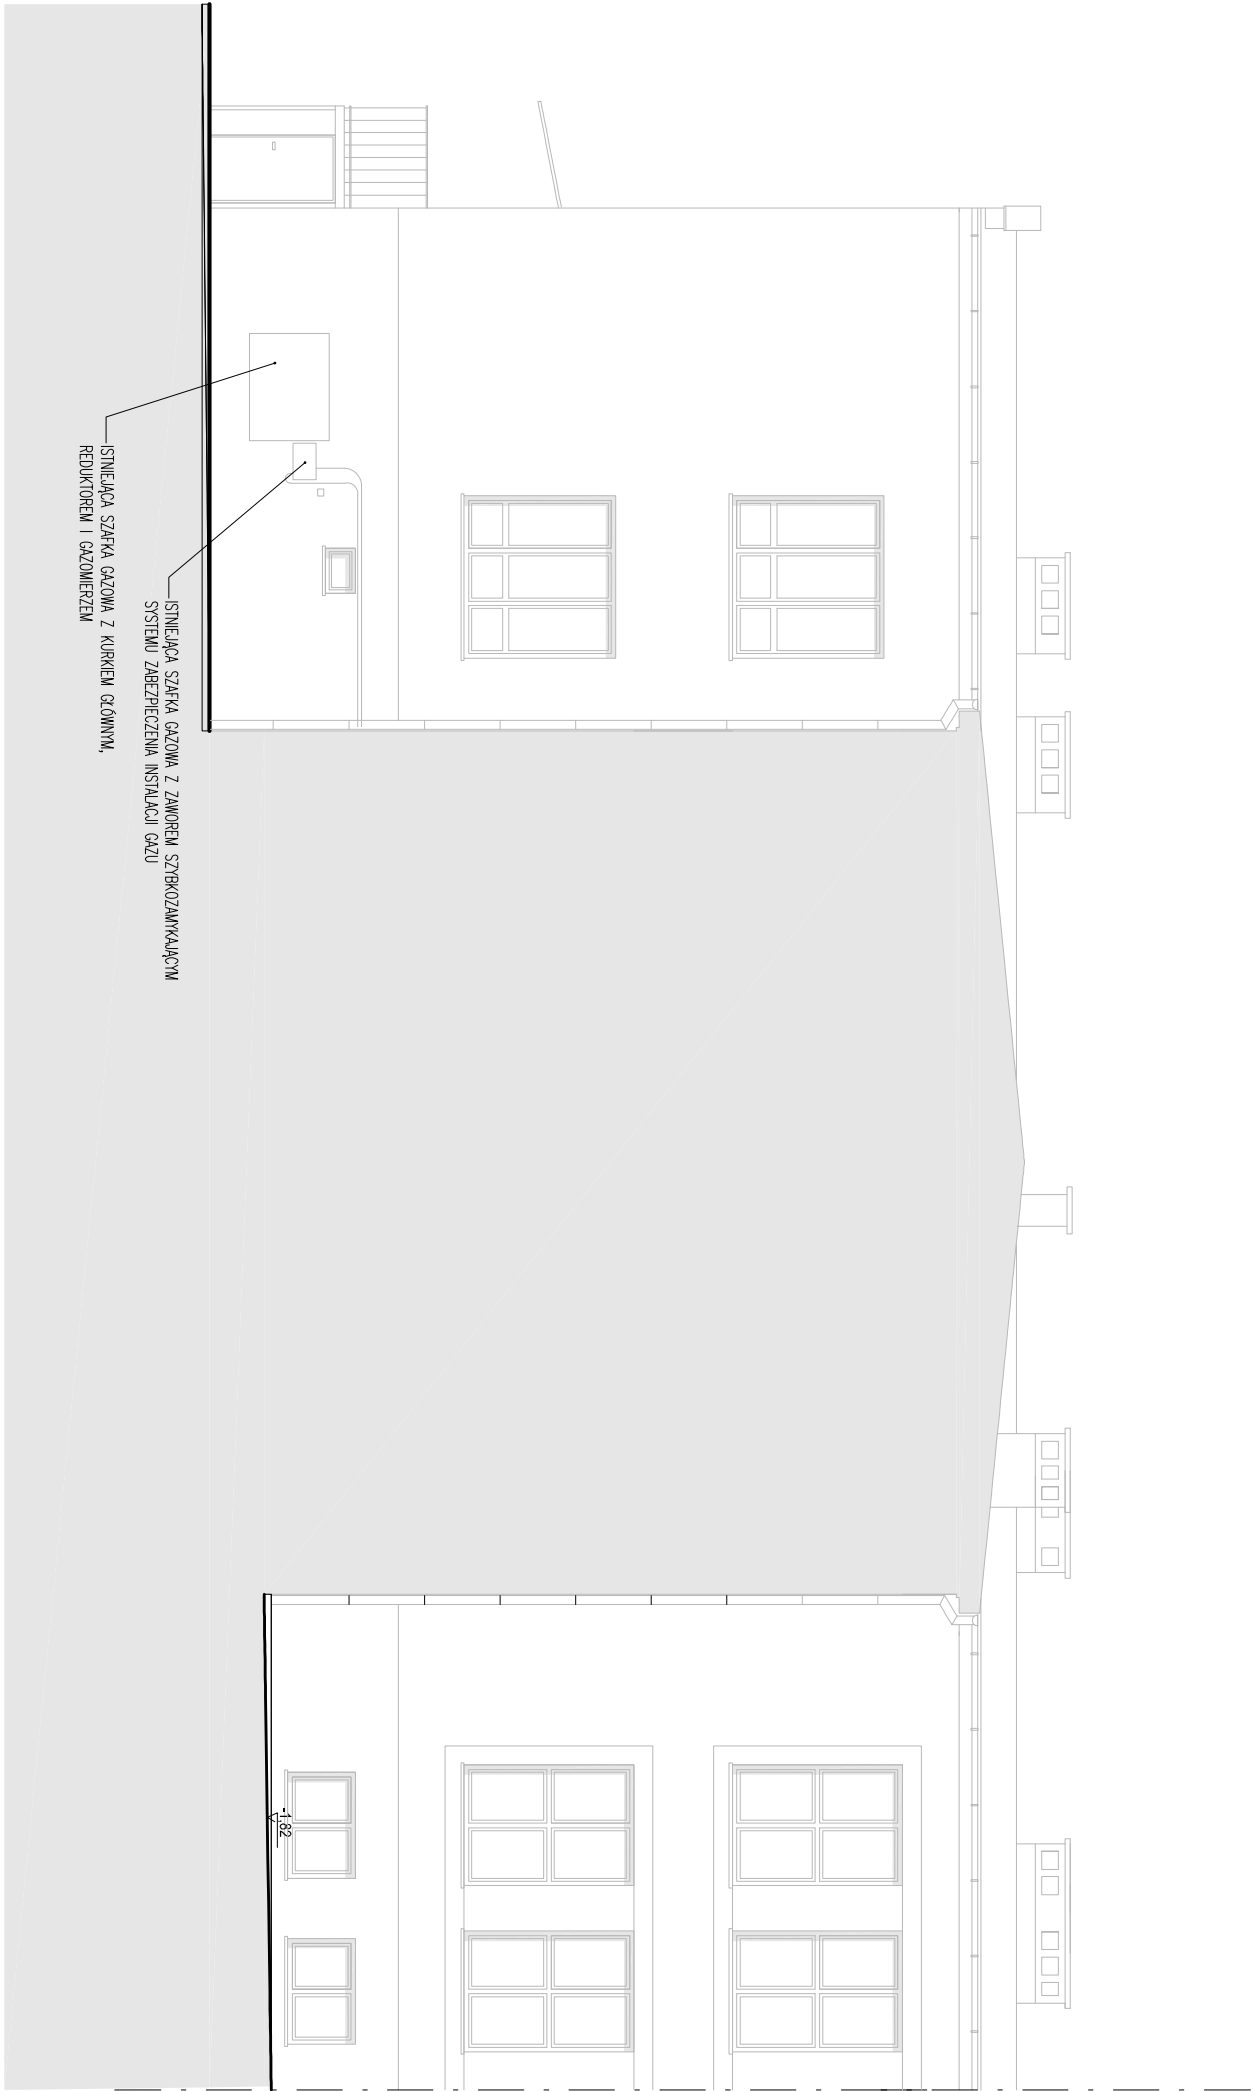 ISTNIEJĄCA SZAFKA GAZOWA Z KURKIEM GŁÓWNYM,
REDUKTOREM I GAZOMIERZEM
ISTNIEJĄCA SZAFKA GAZOWA Z ZAWOREM SZYBKOZAMYKAJĄCYM
SYSTEMU ZABEZPIECZENIA INSTALACJI GAZU
-1,82